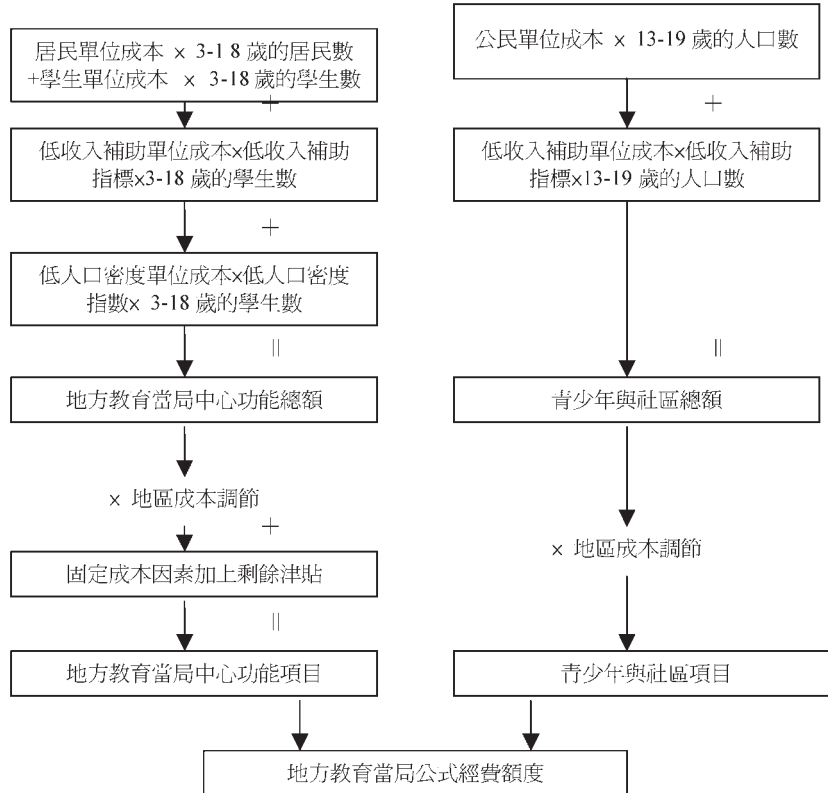 居民單位成本 × 3-18 歲的居民數
+學生單位成本 × 3-18 歲的學生數
+
低收入補助單位成本×低收入補助
指標×3-18 歲的學生數
+
低人口密度單位成本×低人口密度
指數× 3-18 歲的學生數
||
地方教育當局中心功能總額
× 地區成本調節
+
固定成本因素加上剩餘津貼
||
地方教育當局中心功能項目
公民單位成本 × 13-19 歲的人口數
+
低收入補助單位成本×低收入補助
指標×13-19 歲的人口數
||
青少年與社區總額
× 地區成本調節
青少年與社區項目
地方教育當局公式經費額度